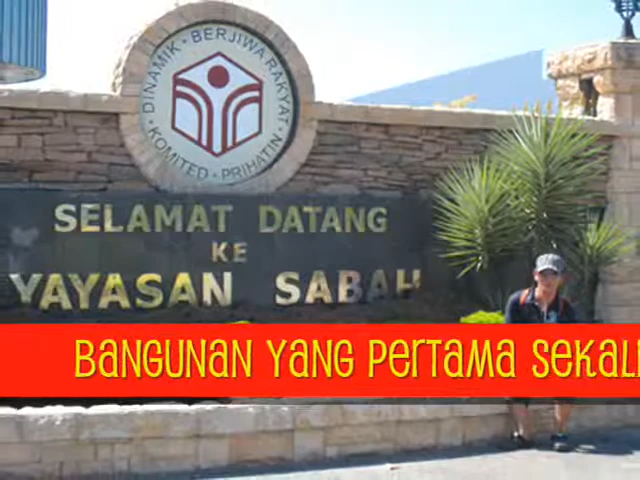 DINAMIK • BERJIWA RAKYAT
• KOMITED • PRIHATIN •
SELAMAT DATANG
KE
YAYASAN SABAH
BANGUNAN YANG PERTAMA SEKALI